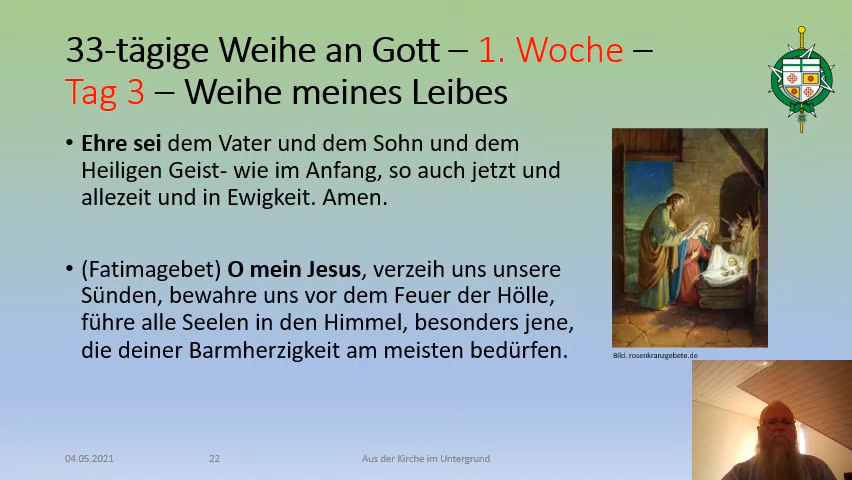 33-tägige Weihe an Gott – 1. Woche –
Tag 3 – Weihe meines Leibes
• Ehre sei dem Vater und dem Sohn und dem
Heiligen Geist- wie im Anfang, so auch jetzt und
allezeit und in Ewigkeit. Amen.
• (Fatimagebet) O mein Jesus, verzeih uns unsere
Sünden, bewahre uns vor dem Feuer der Hölle,
führe alle Seelen in den Himmel, besonders jene,
die deiner Barmherzigkeit am meisten bedürfen.
Bild. rosenkranzgebete.de
04.05.2021
22
Aus der Kirche im Untergrund